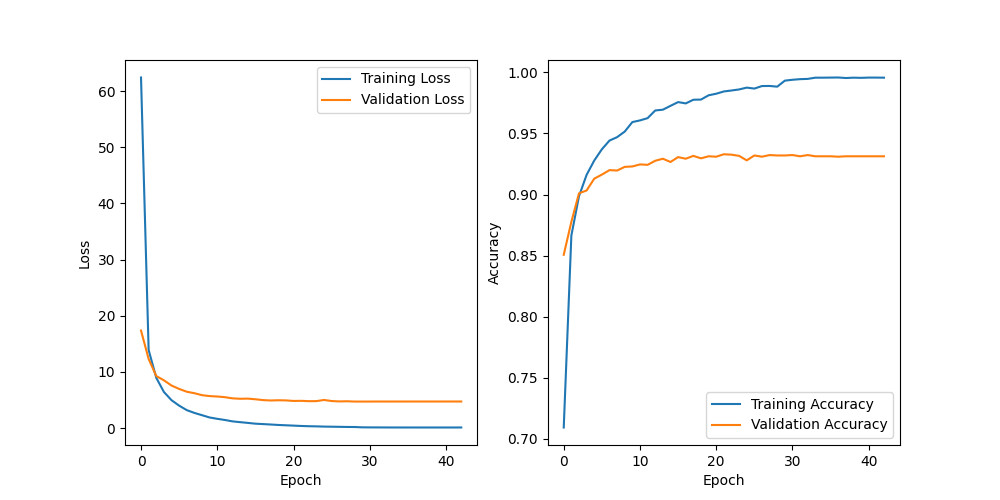 Training Loss
Validation Loss
60
50
40
30
20
10
0
Loss
0 10 20 30 40
Epoch
1.00
0.95
0.90
0.85
0.80
0.75
0.70
Accuracy
Training Accuracy
Validation Accuracy
0 10 20 30 40
Epoch